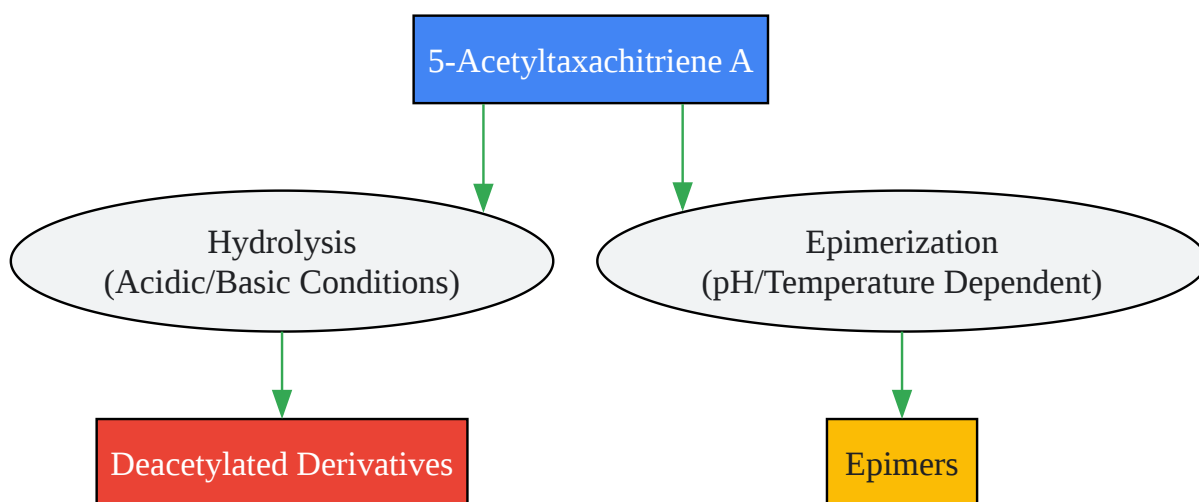 5-Acetyltaxachitriene A
Hydrolysis
(Acidic/Basic Conditions)
Epimerization
(pH/Temperature Dependent)
Deacetylated Derivatives
Epimers